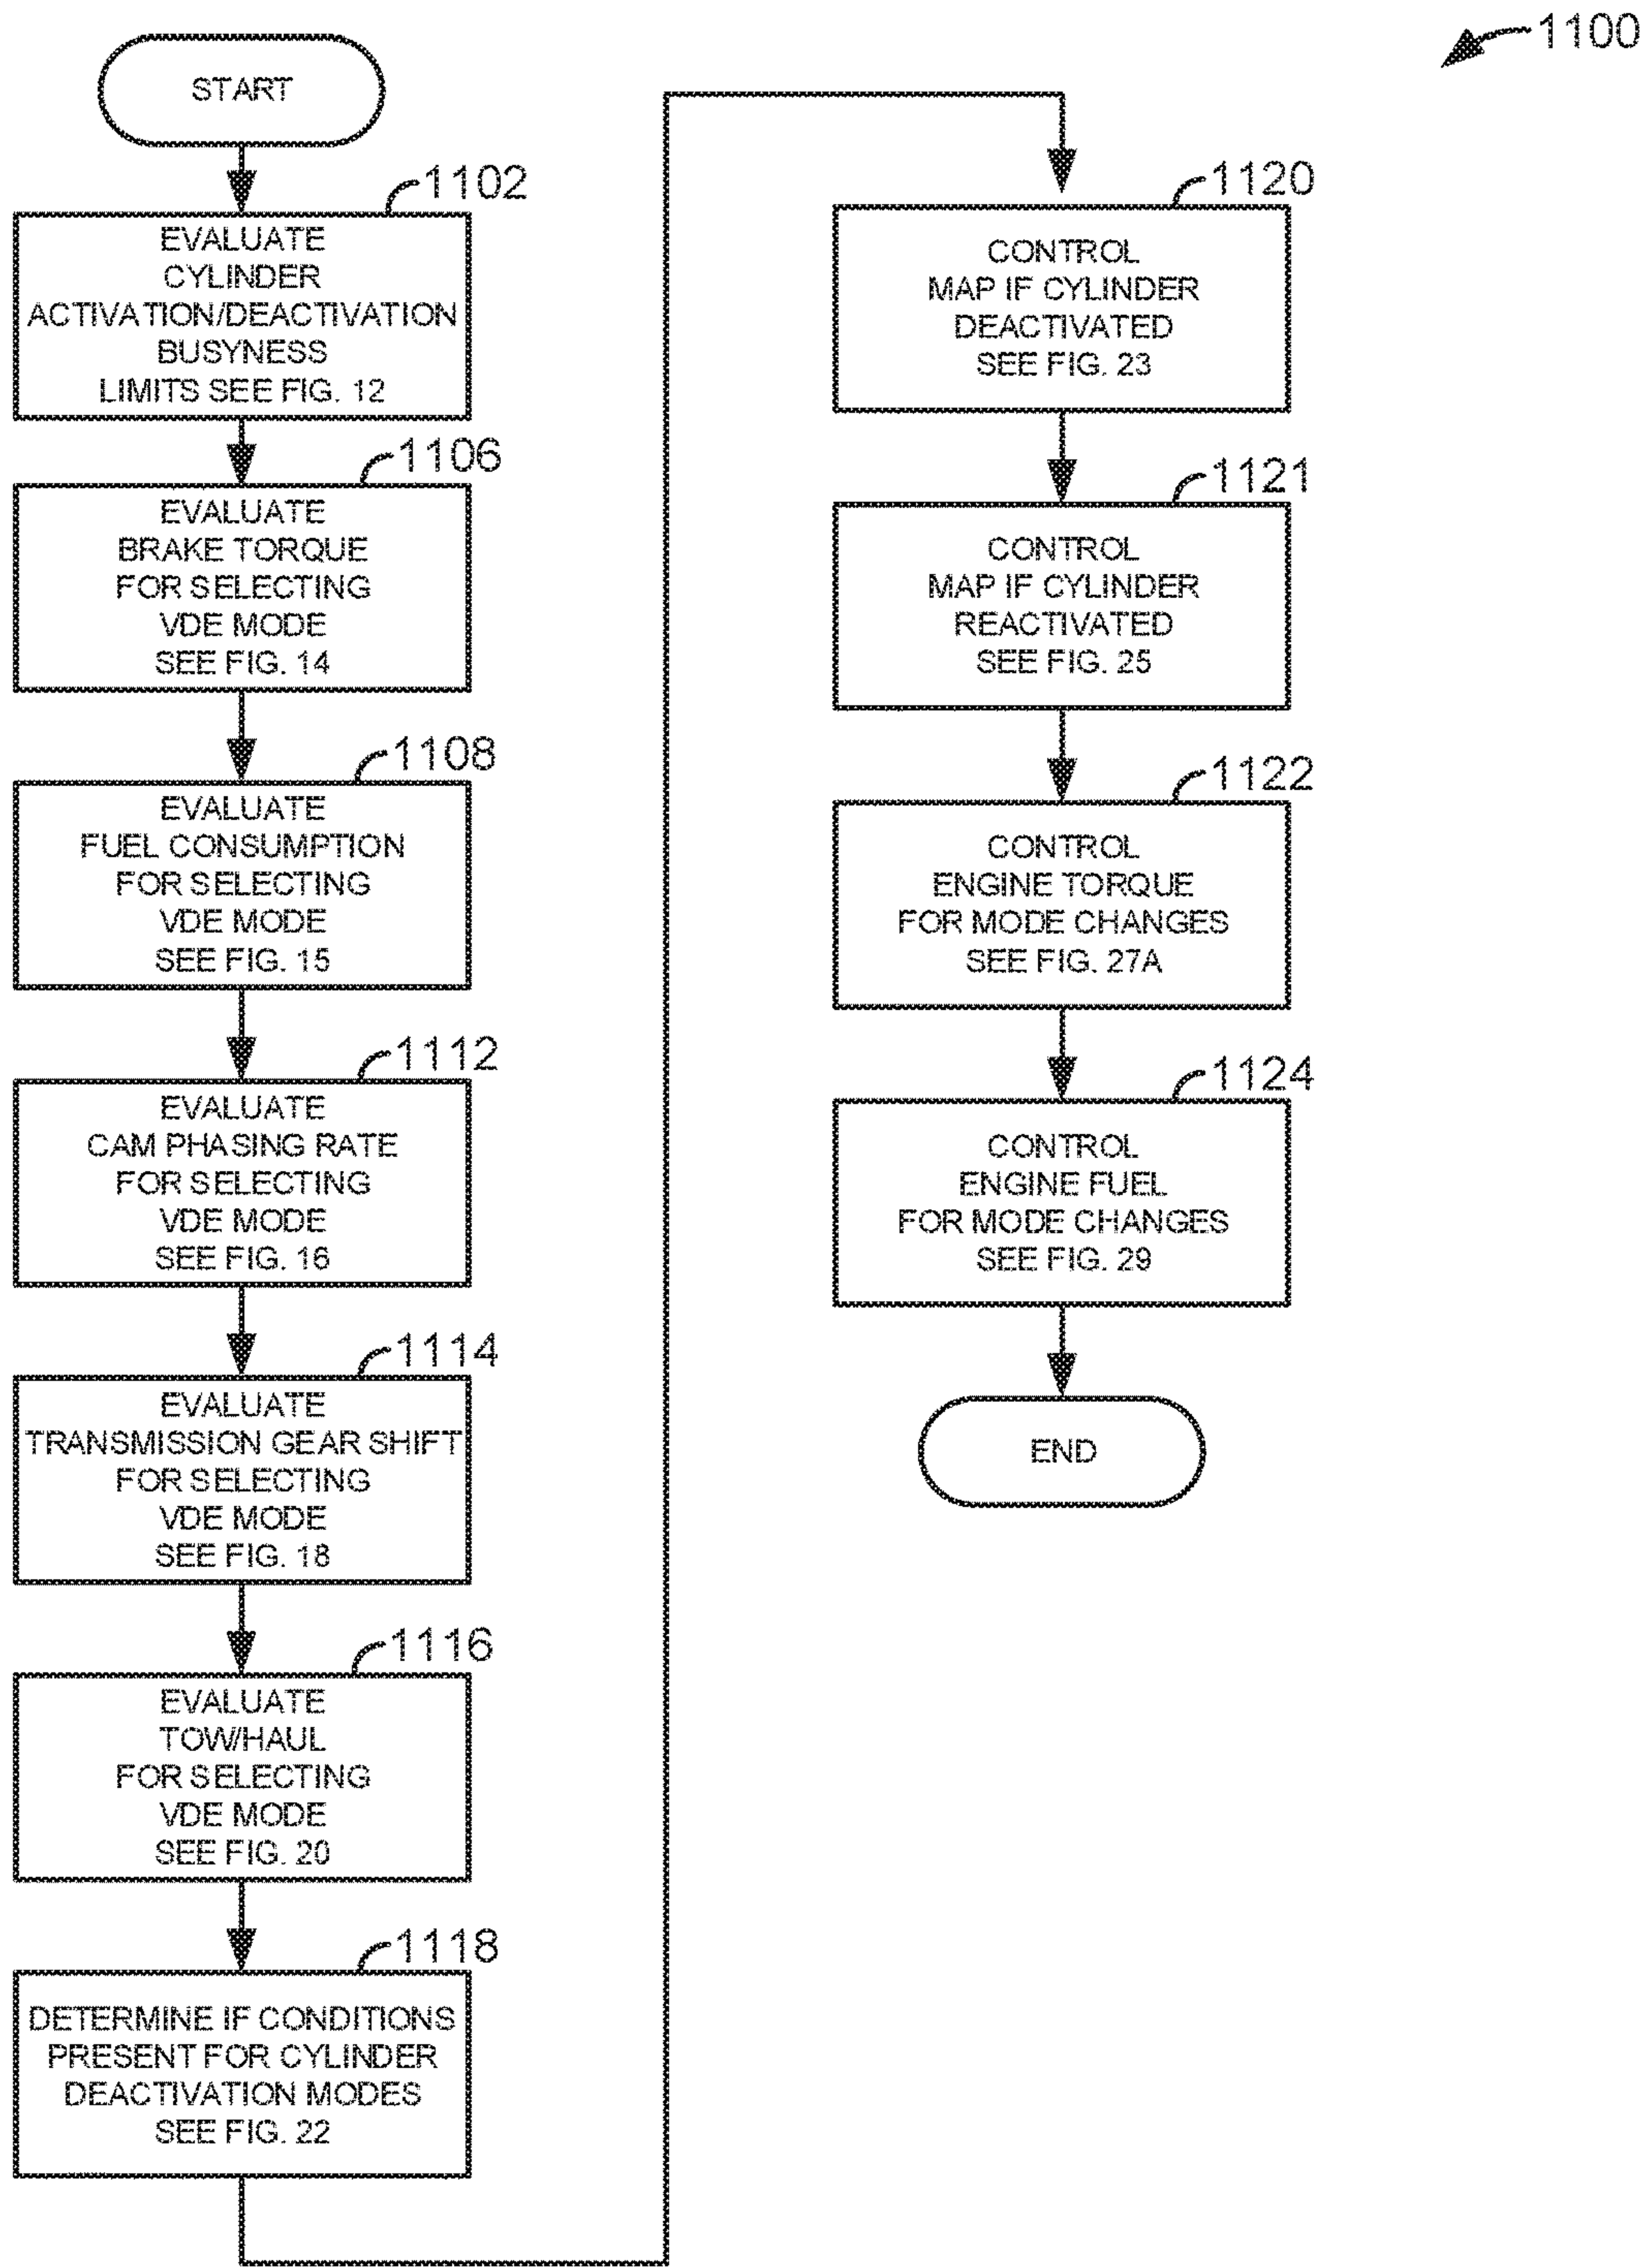 1100
START
1102
EVALUATE
CYLINDER
ACTIVATION/DEACTIVATION
BUSYNESS
LIMITS SEE FIG. 12
1106
EVALUATE
BRAKE TORQUE
FOR SELECTING
VDE MODE
SEE FIG. 14
1108
EVALUATE
FUEL CONSUMPTION
FOR SELECTING
VDE MODE
SEE FIG. 15
1112
EVALUATE
CAM PHASING RATE
FOR SELECTING
VDE MODE
SEE FIG. 16
1114
EVALUATE
TRANSMISSION GEAR SHIFT
FOR SELECTING
VDE MODE
SEE FIG. 18
1116
EVALUATE
TOW/HAUL
FOR SELECTING
VDE MODE
SEE FIG. 20
1118
DETERMINE IF CONDITIONS
PRESENT FOR CYLINDER
DEACTIVATION MODES
SEE FIG. 22
1120
CONTROL
MAP IF CYLINDER
DEACTIVATED
SEE FIG. 23
1121
CONTROL
MAP IF CYLINDER
REACTIVATED
SEE FIG. 25
1122
CONTROL
ENGINE TORQUE
FOR MODE CHANGES
SEE FIG. 27A
1124
CONTROL
ENGINE FUEL
FOR MODE CHANGES
SEE FIG. 29
END